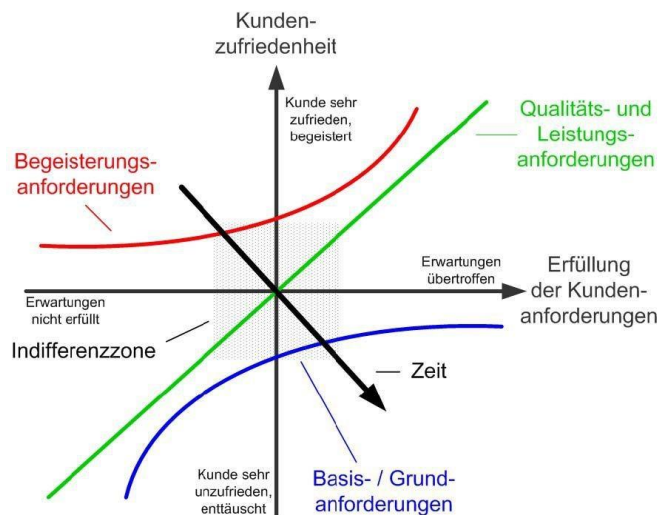 Kunden-
zufriedenheit
Kunde sehr
zufrieden,
begeistert
Qualitäts- und
Leistungs-
anforderungen
Begeisterungs-
anforderungen
Erwartungen
übertroffen
Erfüllung
der Kunden-
anforderungen
Erwartungen
nicht erfüllt
Indifferenzzone
Zeit
Kunde sehr
unzufrieden,
enttäuscht
Basis- / Grund-
anforderungen